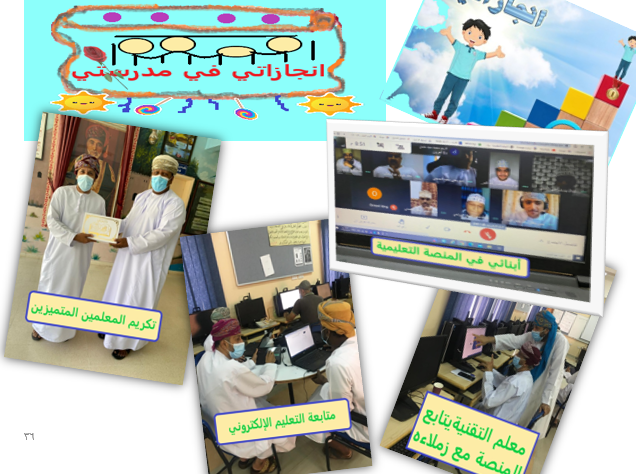 انجازاتي في مدرستي
أبنائي في المنصة التعليمية
تكريم المعلمين المتميزين
متابعة التعليم الإلكتروني
معلم التقنية يتابع
المنصة مع زملاءه
٣٦